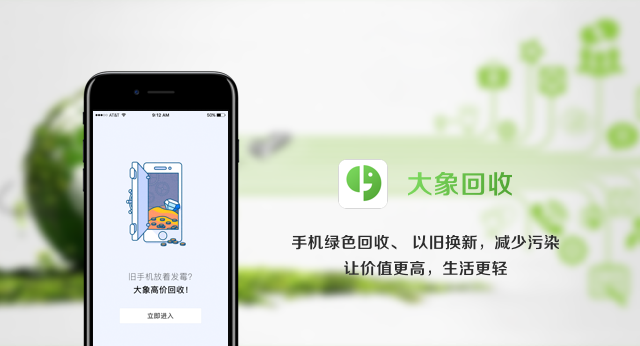 AT&T
9:12 AM
50%
旧手机放着发霉?
大象高价回收!
立即进入
大象回收
手机绿色回收、以旧换新，减少污染
让价值更高，生活更轻